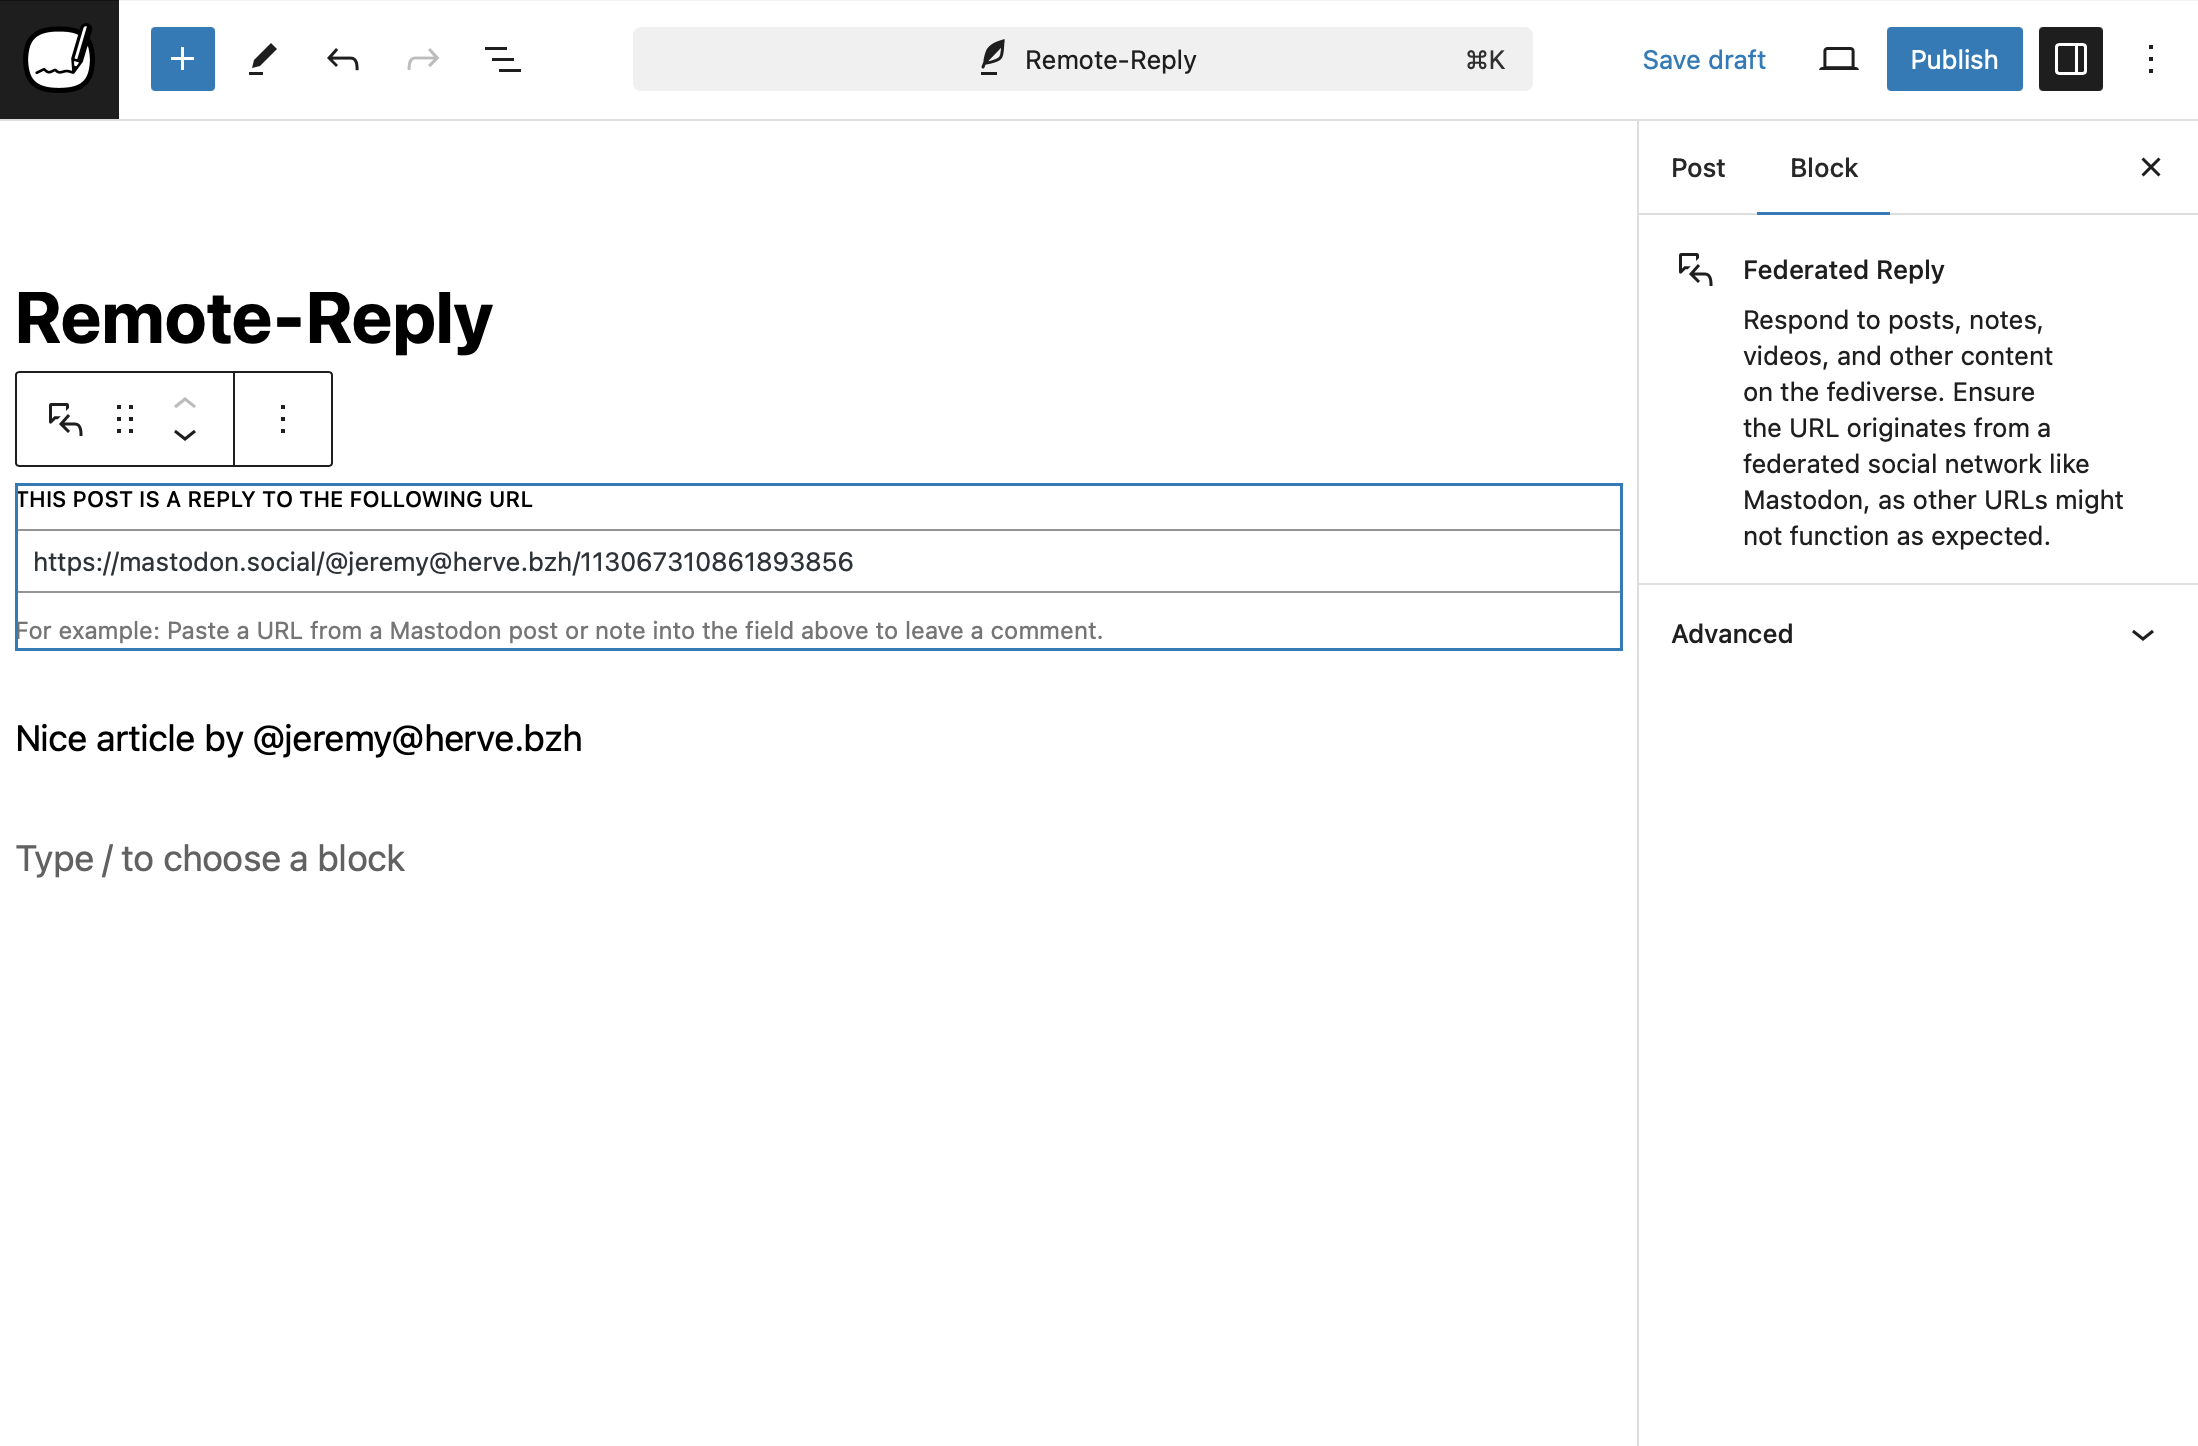 Remote-Reply
⌘K
Save draft
Publish
Post
Block
Remote-Reply
THIS POST IS A REPLY TO THE FOLLOWING URL
https://mastodon.social/@jeremy@herve.bzh/113067310861893856
For example: Paste a URL from a Mastodon post or note into the field above to leave a comment.
Nice article by @jeremy@herve.bzh
Type / to choose a block
Federated Reply
Respond to posts, notes,
videos, and other content
on the fediverse. Ensure
the URL originates from a
federated social network like
Mastodon, as other URLs might
not function as expected.
Advanced